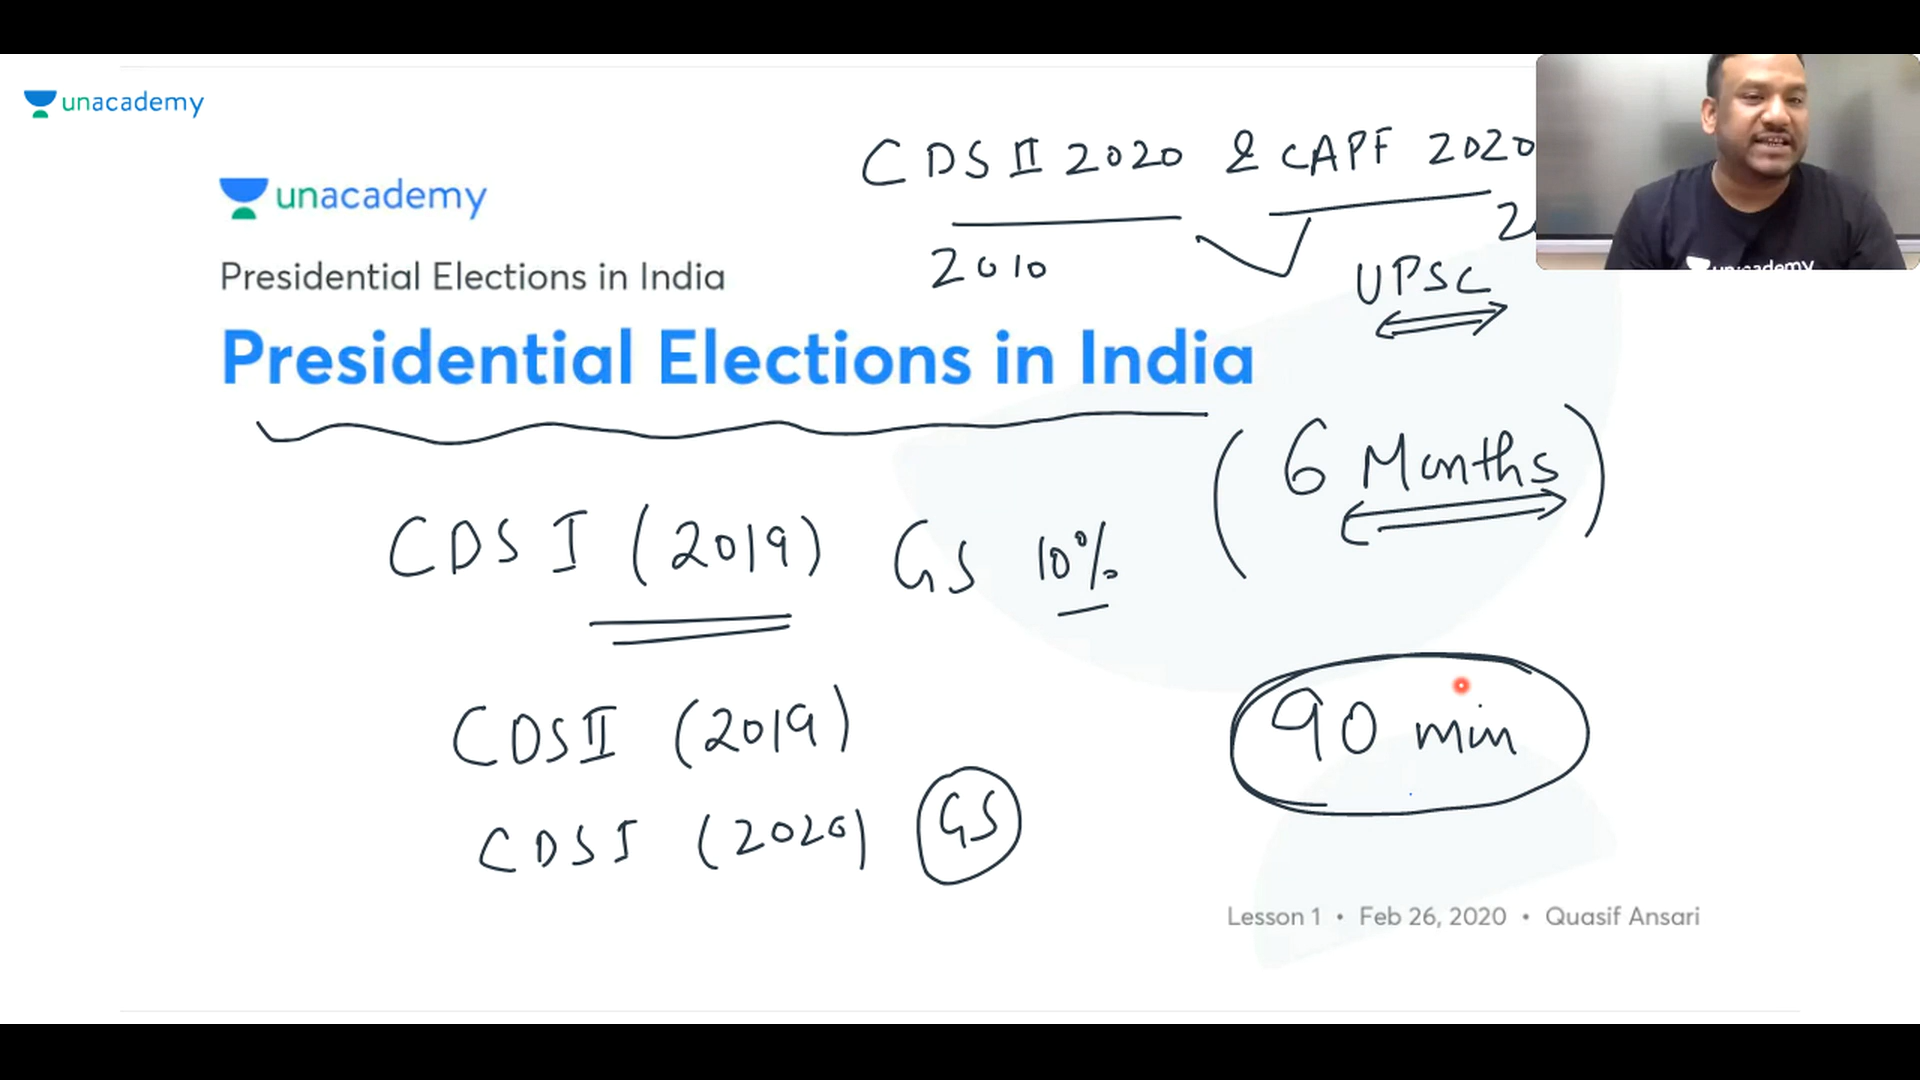 unacademy
CDS II 2020 & CAPF 2020
unacademy
2010
UPSC
Presidential Elections in India
Presidential Elections in India
(6 Months)
CDS I (2019) GS 10%
CDS II (2019)
90 min
CDS I (2020) GS
Lesson 1 • Feb 26, 2020 • Quasif Ansari
unacademy